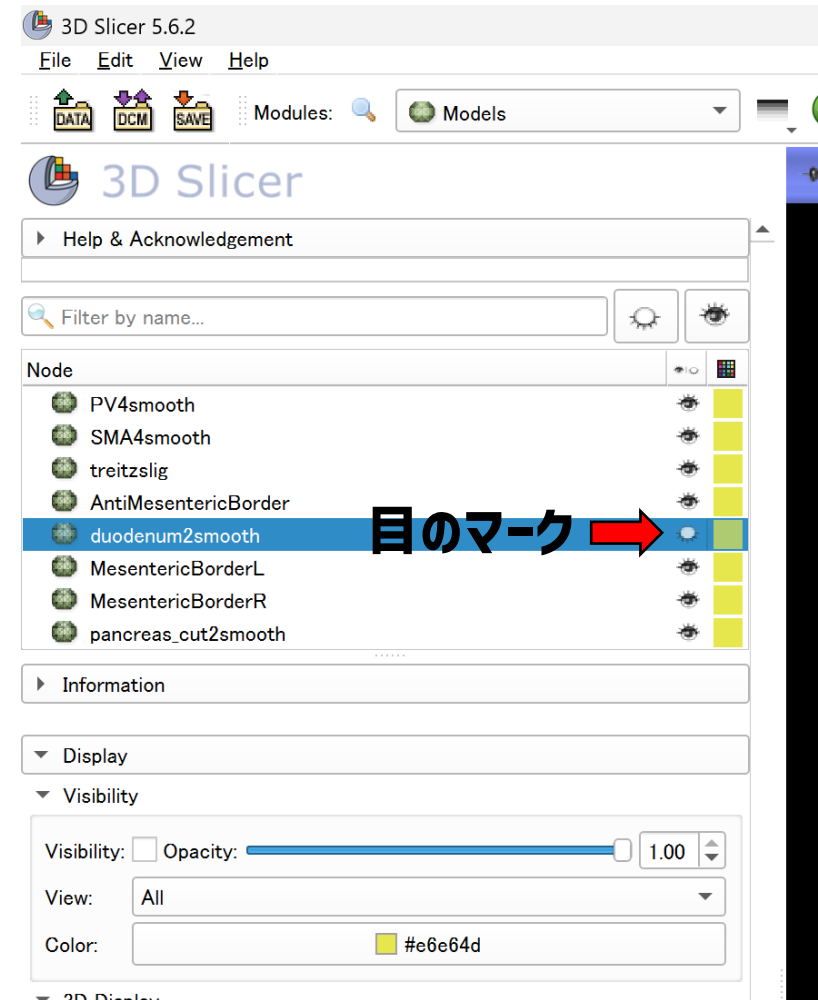 3D Slicer 5.6.2
File Edit View Help
DATA DCM SAVE Modules: Models
3D Slicer
Help & Acknowledgement
Filter by name...
Node
PV4smooth
SMA4smooth
treitzslig
AntiMesentericBorder
duodenum2smooth 目のマーク
MesentericBorderL
MesentericBorderR
pancreas_cut2smooth
Information
Display
Visibility
Visibility: Opacity: 1.00
View: All
Color: #e6e64d
3D Display